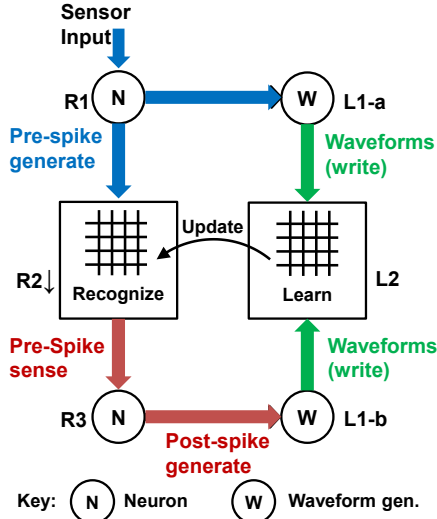 Sensor
Input
R1
N
W
L1-a
Pre-spike
generate
Waveforms
(write)
Update
R2↓
Recognize
Learn
L2
Pre-Spike
sense
Waveforms
(write)
R3
N
W
L1-b
Post-spike
generate
Key: N Neuron W Waveform gen.